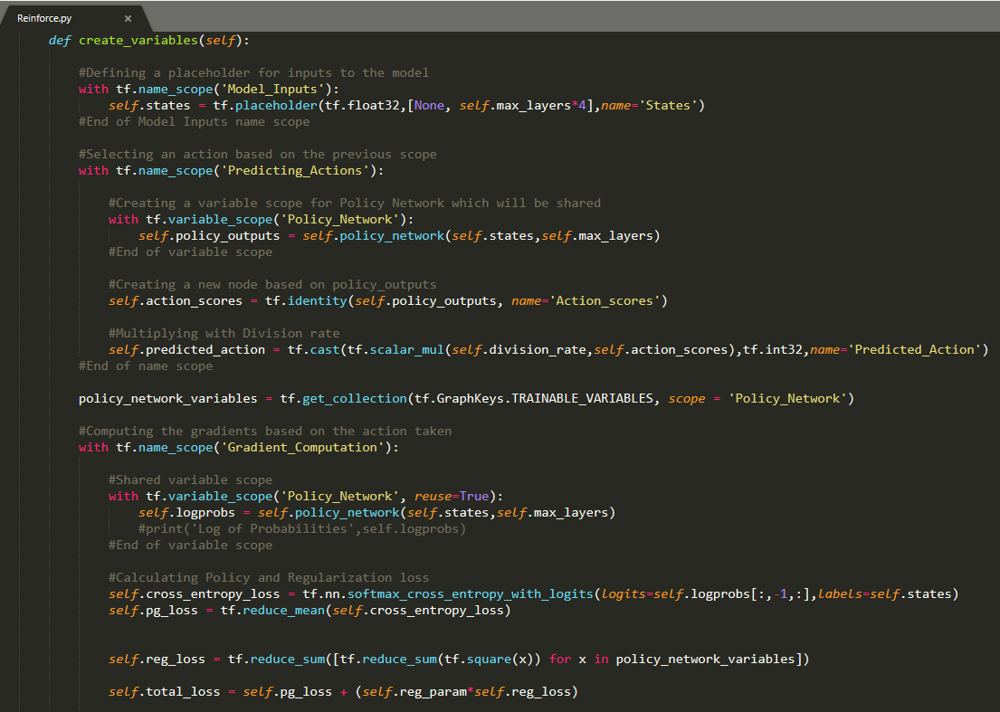 Reinforce.py ×
def create_variables(self):
#Defining a placeholder for inputs to the model
with tf.name_scope('Model_Inputs'):
self.states = tf.placeholder(tf.float32,[None, self.max_layers*4],name='States')
#End of Model Inputs name scope
#Selecting an action based on the previous scope
with tf.name_scope('Predicting_Actions'):
#Creating a variable scope for Policy Network which will be shared
with tf.variable_scope('Policy_Network'):
self.policy_outputs = self.policy_network(self.states,self.max_layers)
#End of variable scope
#Creating a new node based on policy_outputs
self.action_scores = tf.identity(self.policy_outputs, name='Action_scores')
#Multiplying with Division rate
self.predicted_action = tf.cast(tf.scalar_mul(self.division_rate,self.action_scores),tf.int32,name='Predicted_Action')
#End of name scope
policy_network_variables = tf.get_collection(tf.GraphKeys.TRAINABLE_VARIABLES, scope = 'Policy_Network')
#Computing the gradients based on the action taken
with tf.name_scope('Gradient_Computation'):
#Shared variable scope
with tf.variable_scope('Policy_Network', reuse=True):
self.logprobs = self.policy_network(self.states,self.max_layers)
#print('Log of Probabilities',self.logprobs)
#End of variable scope
#Calculating Policy and Regularization loss
self.cross_entropy_loss = tf.nn.softmax_cross_entropy_with_logits(logits=self.logprobs[:,-1,:],labels=self.states)
self.pg_loss = tf.reduce_mean(self.cross_entropy_loss)
self.reg_loss = tf.reduce_sum([tf.reduce_sum(tf.square(x)) for x in policy_network_variables])
self.total_loss = self.pg_loss + (self.reg_param*self.reg_loss)